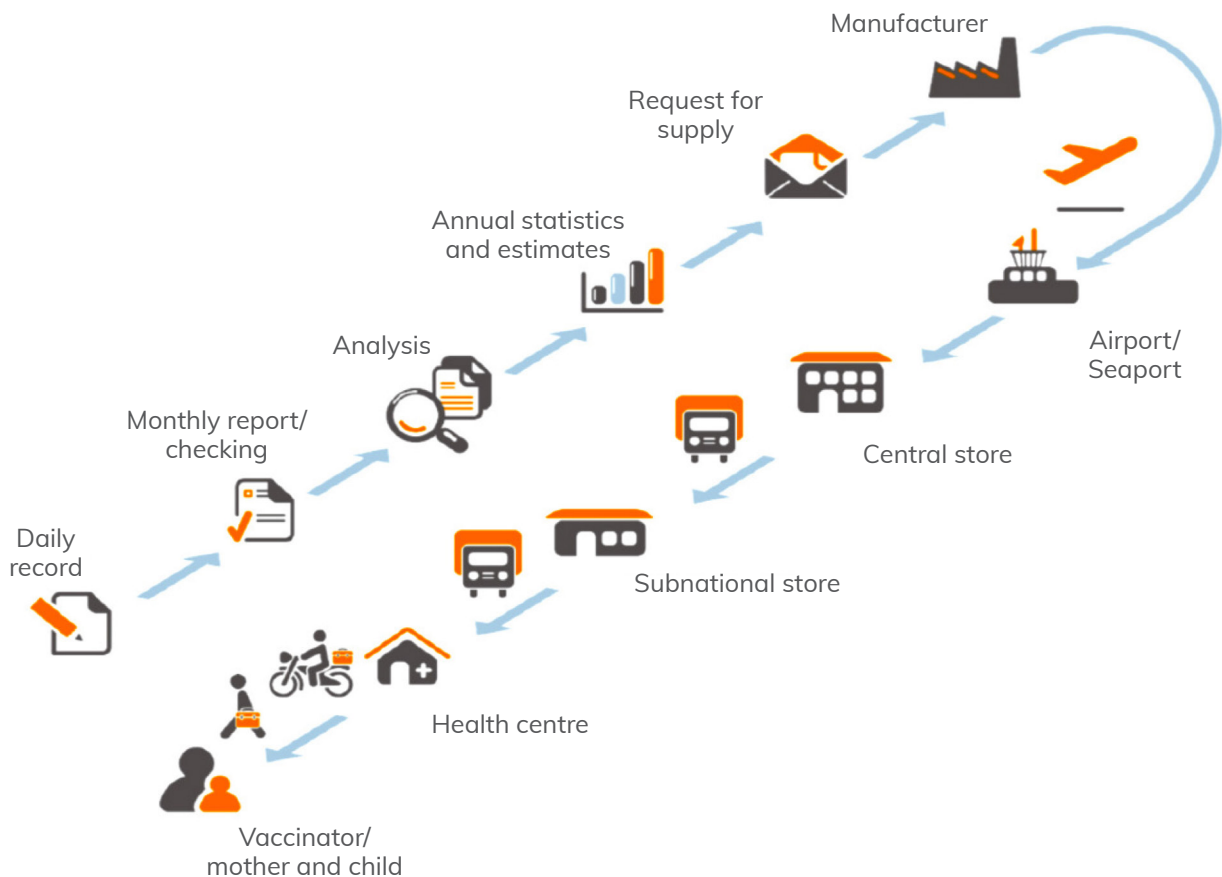 Manufacturer
Request for
supply
Annual statistics
and estimates
Analysis
Monthly report/
checking
Daily
record
Airport/
Seaport
Central store
Subnational store
Health centre
Vaccinator/
mother and child